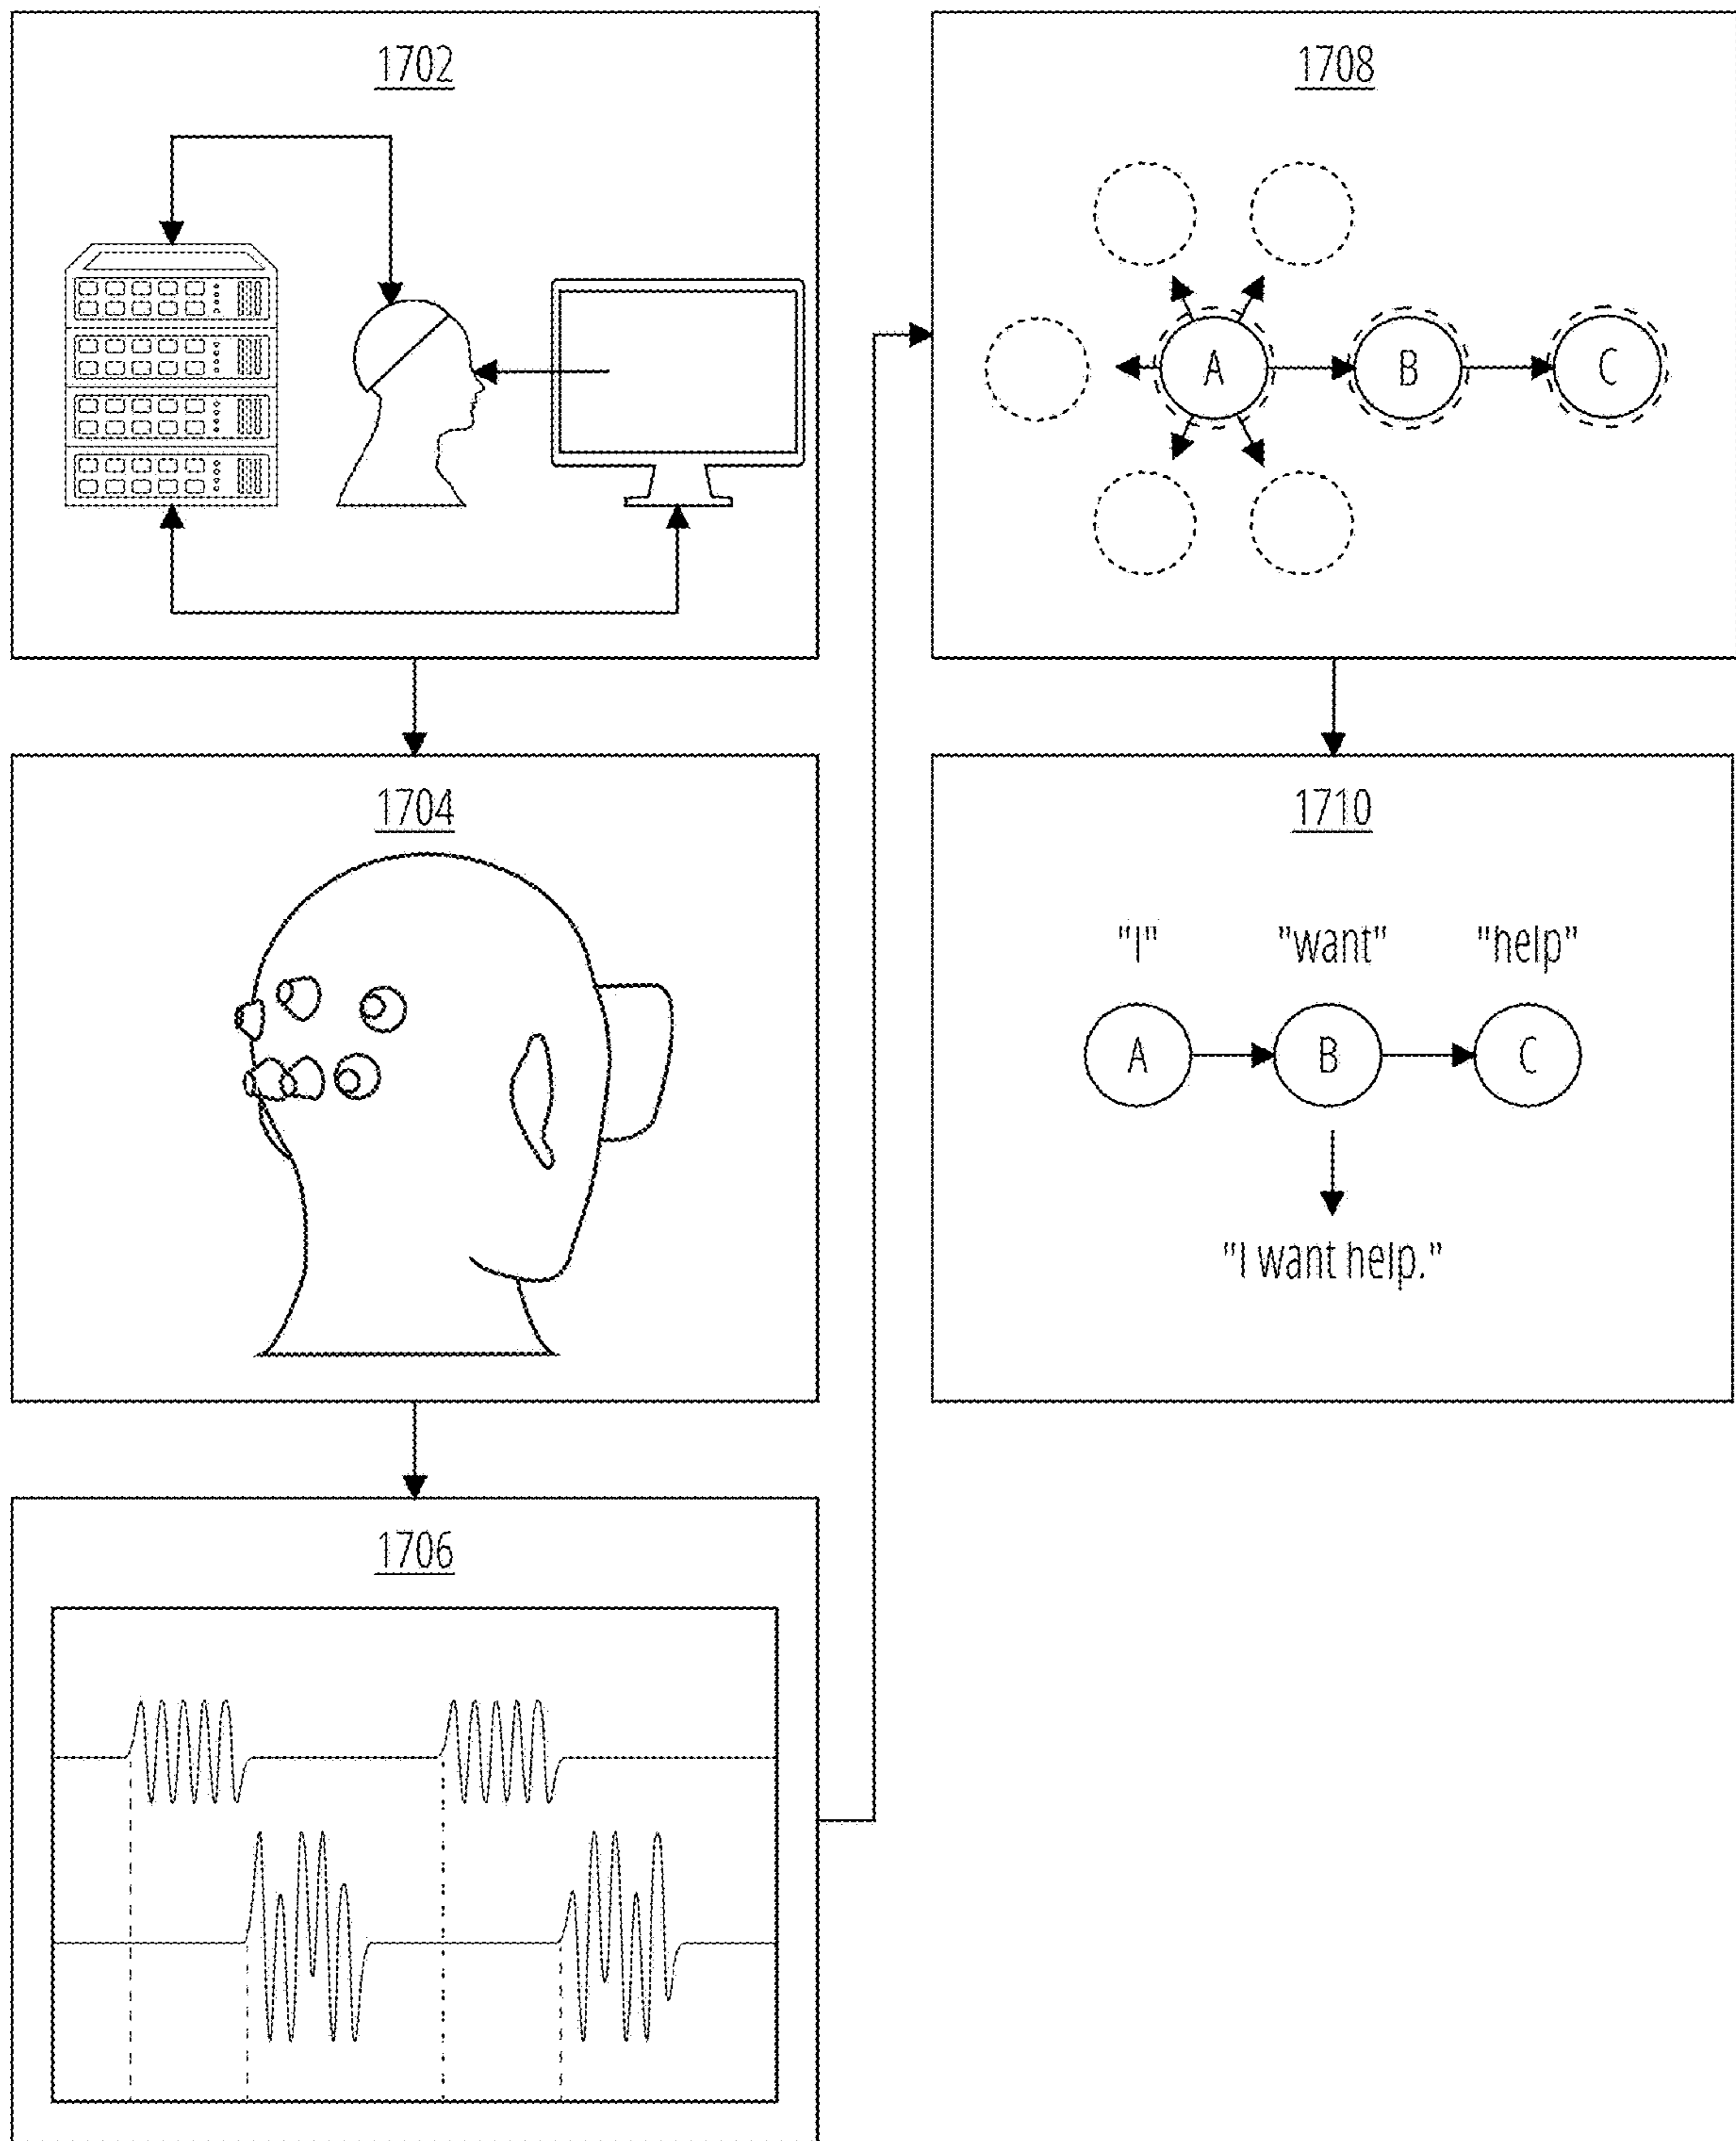 1702
1704
1706
1708
A B C
1710
"I" "want" "help"
A B C
"I want help."